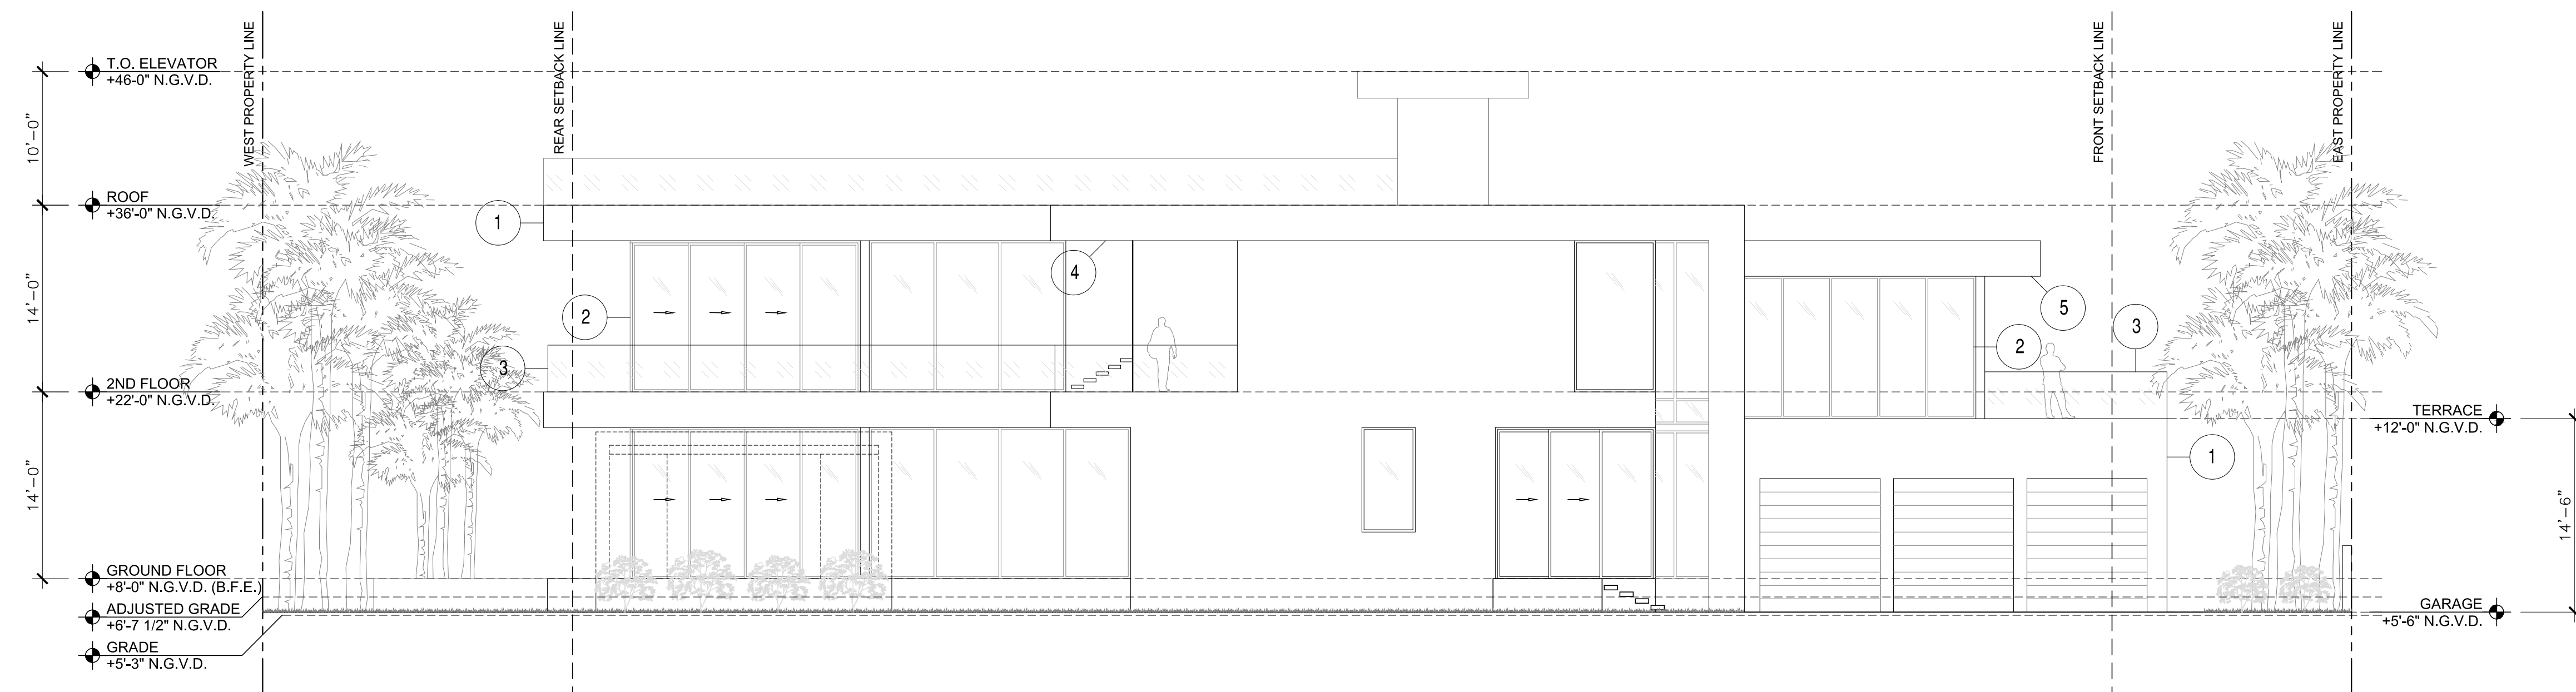 T.O. ELEVATOR
+46-0" N.G.V.D.
ROOF
+36'-0" N.G.V.D.
2ND FLOOR
+22'-0" N.G.V.D.
GROUND FLOOR
+8'-0" N.G.V.D. (B.F.E.)
ADJUSTED GRADE
+6'-7 1/2" N.G.V.D.
GRADE
+5'-3" N.G.V.D.
10'-0"
14'-0"
14'-0"
WEST PROPERTY LINE
REAR SETBACK LINE
FRONT SETBACK LINE
EAST PROPERTY LINE
1
2
3
4
5
3
2
1
TERRACE
+12'-0" N.G.V.D.
14'-6"
GARAGE
+5'-6" N.G.V.D.